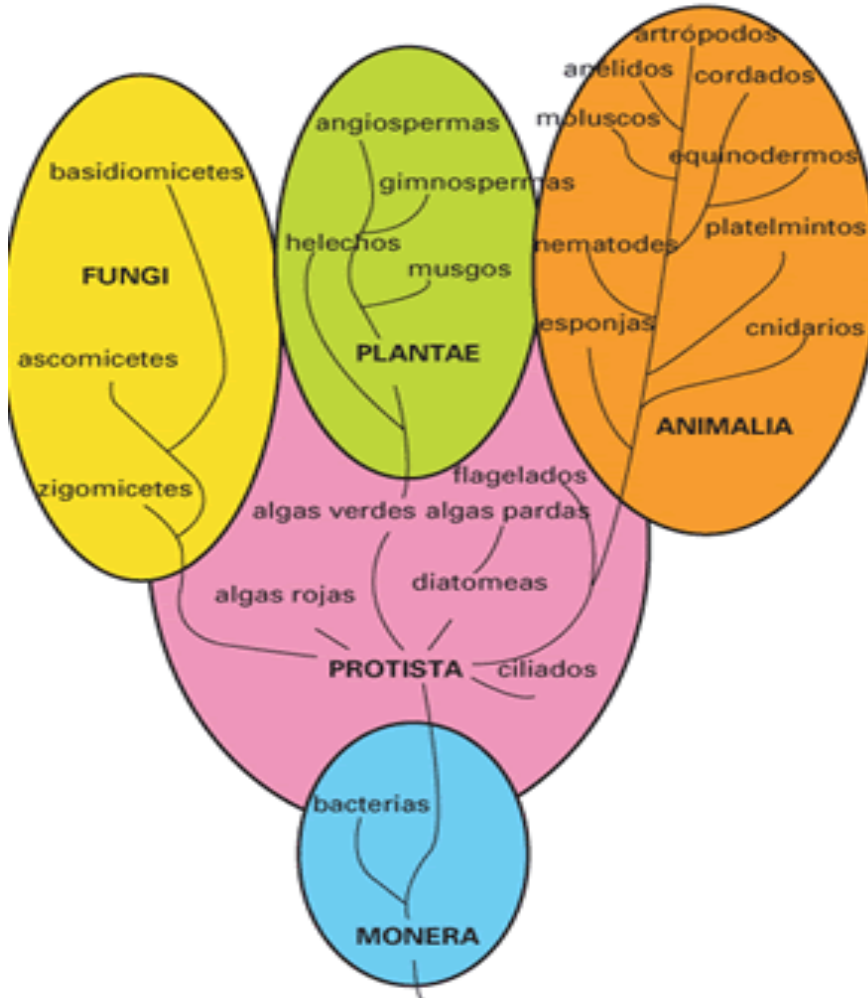 artrópodos
anélidos
cordados
moluscos
equinodermos
nematodes
platelmintos
esponjas
cnidarios
ANIMALIA
angiospermas
gimnospermas
helechos
musgos
PLANTAE
basidiomicetes
FUNGI
ascomicetes
zigomicetes
flagelados
algas verdes algas pardas
algas rojas
diatomeas
PROTISTA
ciliados
bacterias
MONERA